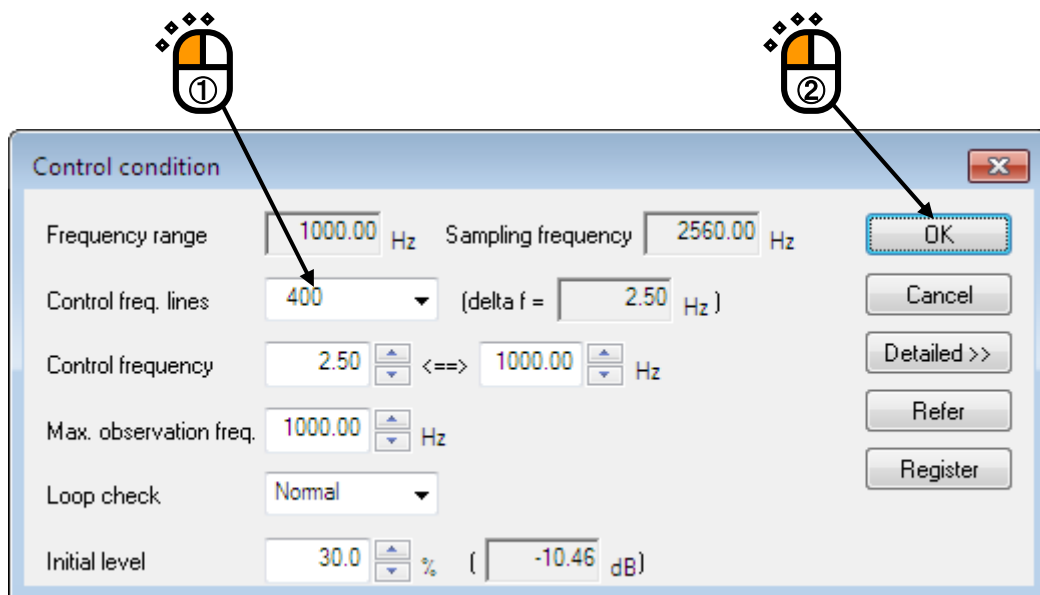 ① ②
Control condition
Frequency range 1000.00 Hz Sampling frequency 2560.00 Hz OK
Control freq. lines 400 (delta f = 2.50 Hz ) Cancel
Control frequency 2.50 <==> 1000.00 Hz Detailed >>
Max. observation freq. 1000.00 Hz Refer
Loop check Normal Register
Initial level 30.0 % ( -10.46 dB)